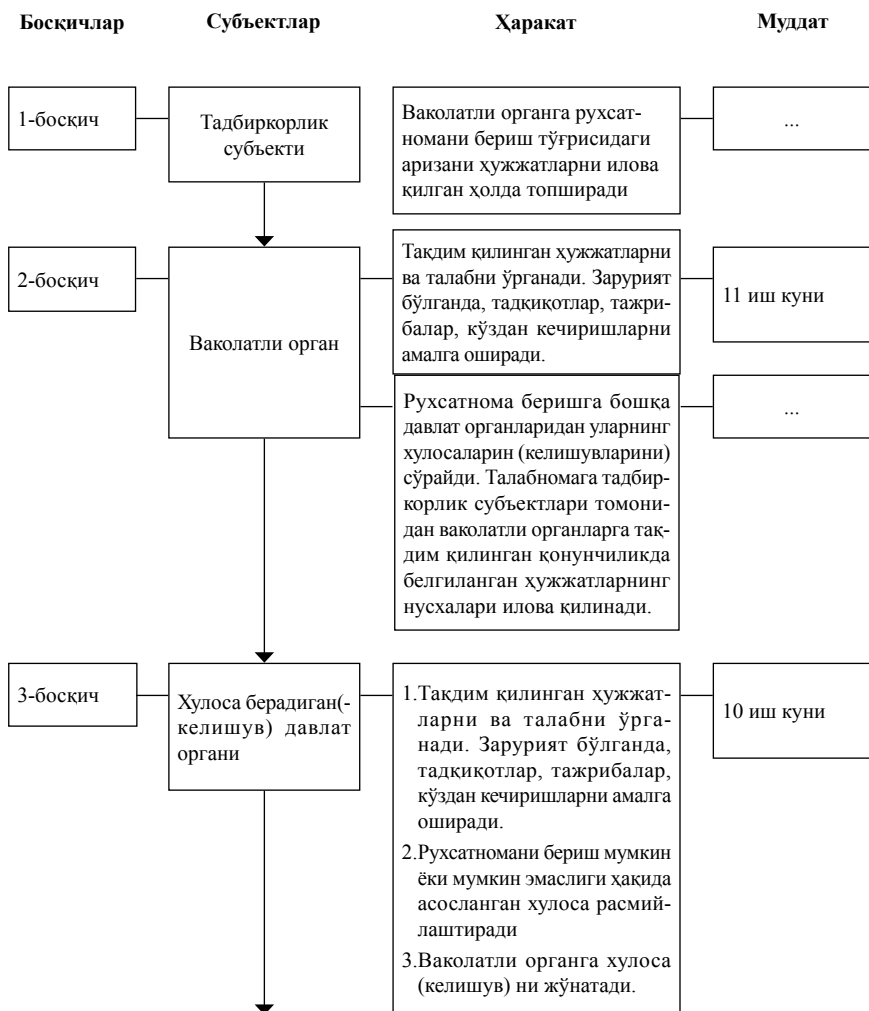 Босқичлар Субъектлар Ҳаракат Муддат
1-босқич
Тадбиркорлик
субъекти
Ваколатли органга рухсат-
номани бериш тўғрисидаги
аризани ҳужжатларни илова
қилган ҳолда топширади
...
2-босқич
Ваколатли орган
Тақдим қилинган ҳужжатларни
ва талабни ўрганади. Зарурият
бўлганда, тадқиқотлар, тажри-
балар, кўздан кечиришларни
амалга оширади.
11 иш куни
Рухсатнома беришга бошқа
давлат органларидан уларнинг
хулосаларин (келишувларини)
сўрайди. Талабномага тадбир-
корлик субъектлари томони-
дан ваколатли органларга тақ-
дим қилинган қонунчиликда
белгиланган ҳужжатларнинг
нусхалари илова қилинади.
...
3-босқич
Хулоса берадиган(-
келишув) давлат
органи
1.Тақдим қилинган ҳужжат-
ларни ва талабни ўрга-
нади. Зарурият бўлганда,
тадқиқотлар, тажрибалар,
кўздан кечиришларни амалга
оширади.
2.Рухсатномани бериш мумкин
ёки мумкин эмаслиги ҳақида
асосланган хулоса расмий-
лаштиради
3.Ваколатли органга хулоса
(келишув) ни жўнатади.
10 иш куни